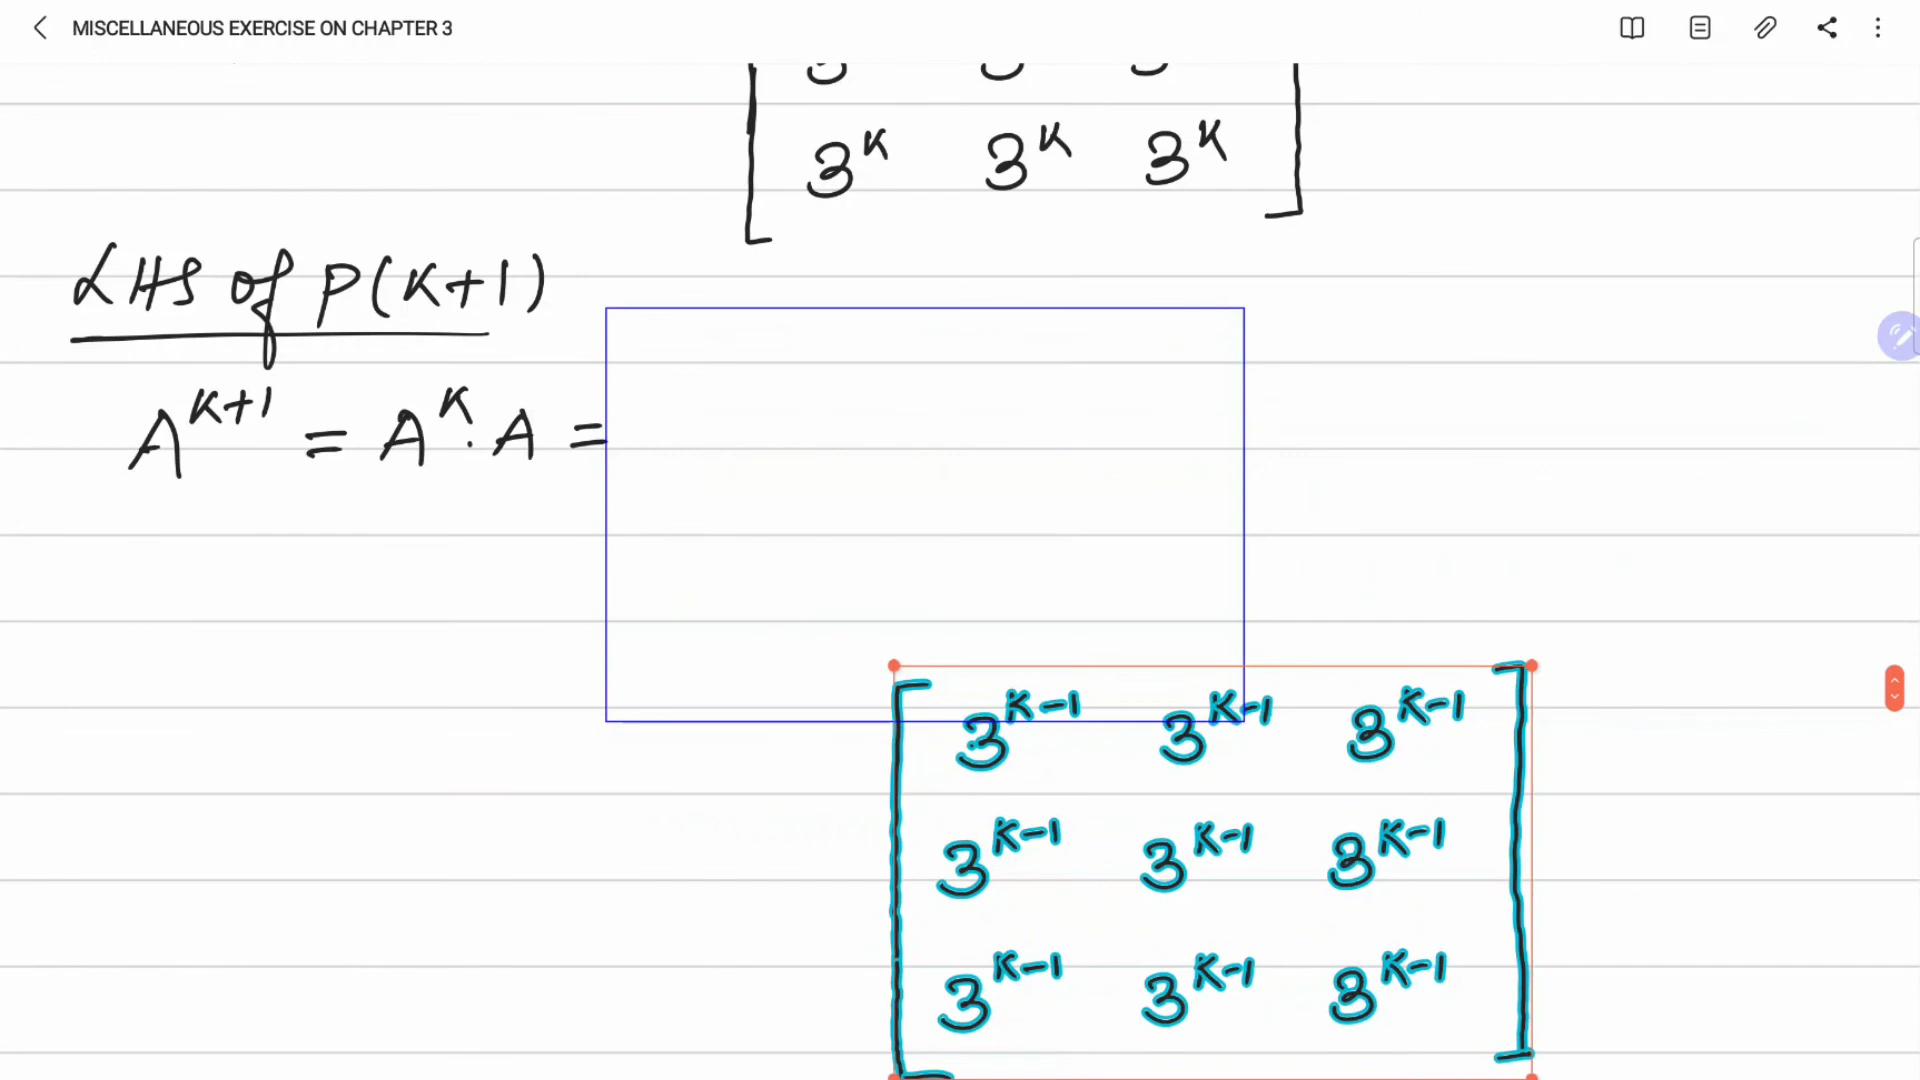 MISCELLANEOUS EXERCISE ON CHAPTER 3
3^K 3^K 3^K
LHS of P(K+1)
A^{K+1} = A^K . A =
3^{K-1} 3^{K-1} 3^{K-1}
3^{K-1} 3^{K-1} 3^{K-1}
3^{K-1} 3^{K-1} 3^{K-1}